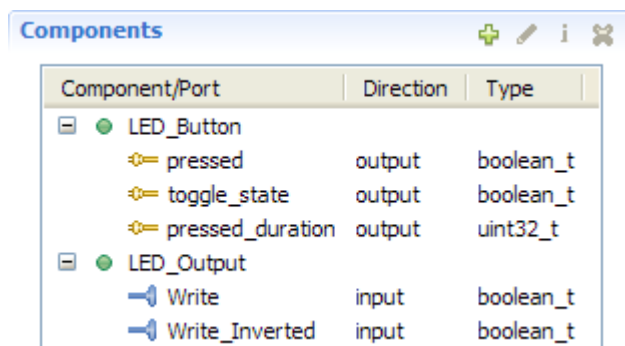 Components
Component/Port Direction Type
LED_Button
pressed output boolean_t
toggle_state output boolean_t
pressed_duration output uint32_t
LED_Output
Write input boolean_t
Write_Inverted input boolean_t